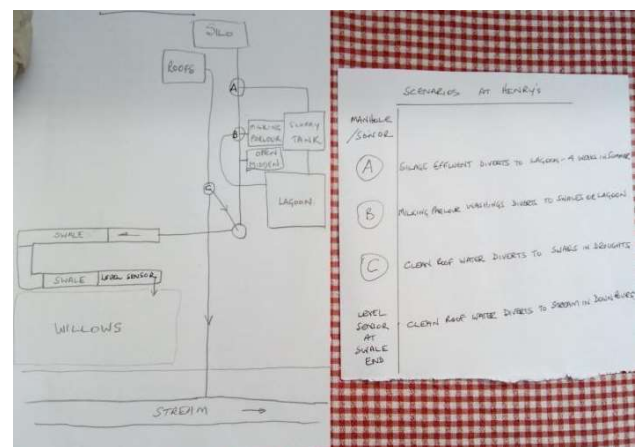 SILO
ROOFS
A
B
MILKING
PARLOUR
SLURRY
TANK
OPEN
MIDDEN
C
LAGOON
SWALE
SWALE
LEVEL SENSOR
WILLOWS
STREAM
SCENARIOS AT HENRY'S
MANHOLE
/SENSOR
A
SILAGE EFFLUENT DIVERTS TO LAGOON - 4 WEEKS IN SUMMER
B
MILKING PARLOUR WASHINGS DIVERTS TO SWALES OR LAGOON
C
CLEAN ROOF WATER DIVERTS TO SWALES IN DROUGHTS
LEVEL
SENSOR
AT
SWALE
END
CLEAN ROOF WATER DIVERTS TO STREAM IN DOWNPOURS